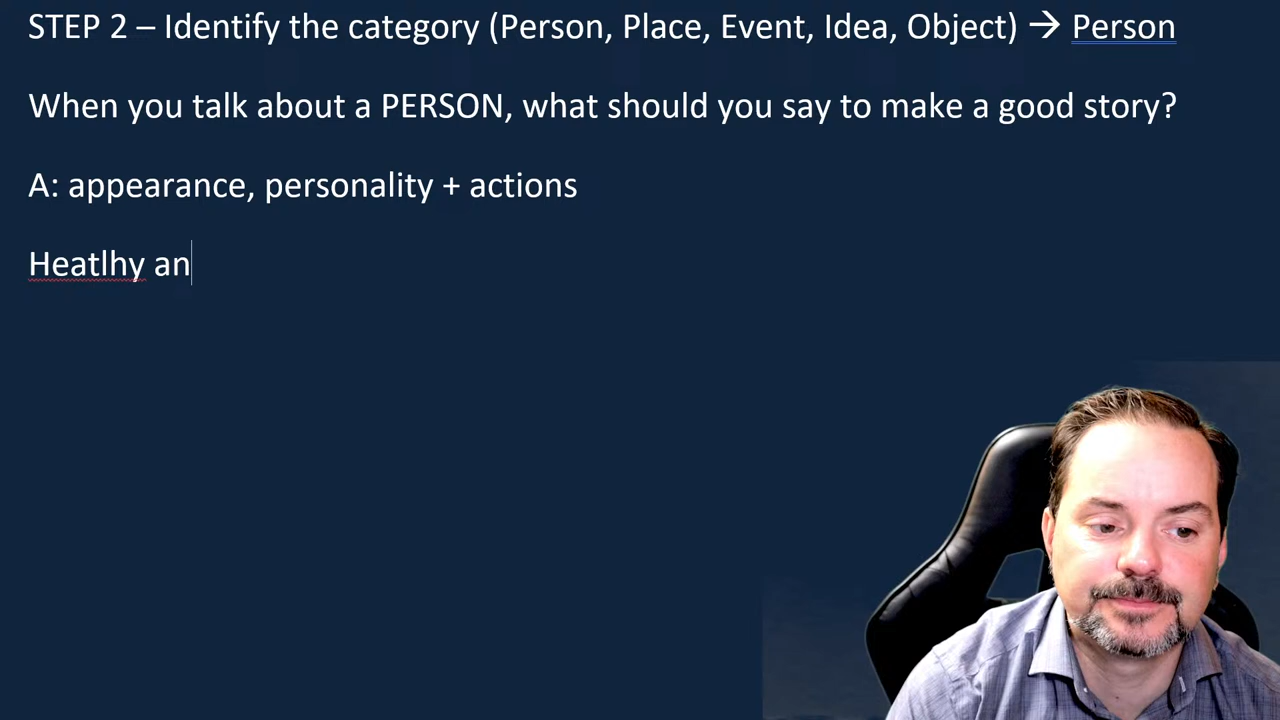 STEP 2 – Identify the category (Person, Place, Event, Idea, Object) → Person
When you talk about a PERSON, what should you say to make a good story?
A: appearance, personality + actions
Heatlhy an